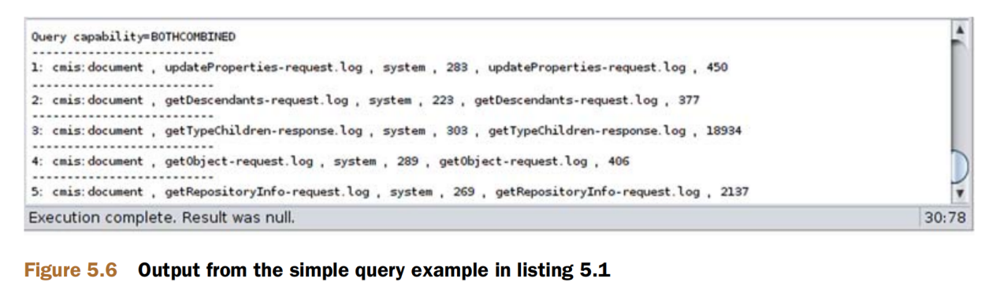 Query capability=BOTHCOMBINED
--------------------------
1: cmis:document , updateProperties-request.log , system , 283 , updateProperties-request.log , 450
--------------------------
2: cmis:document , getDescendants-request.log , system , 223 , getDescendants-request.log , 377
--------------------------
3: cmis:document , getTypeChildren-response.log , system , 303 , getTypeChildren-response.log , 18934
--------------------------
4: cmis:document , getObject-request.log , system , 289 , getObject-request.log , 406
--------------------------
5: cmis:document , getRepositoryInfo-request.log , system , 269 , getRepositoryInfo-request.log , 2137
Execution complete. Result was null. 30:78
Figure 5.6 Output from the simple query example in listing 5.1